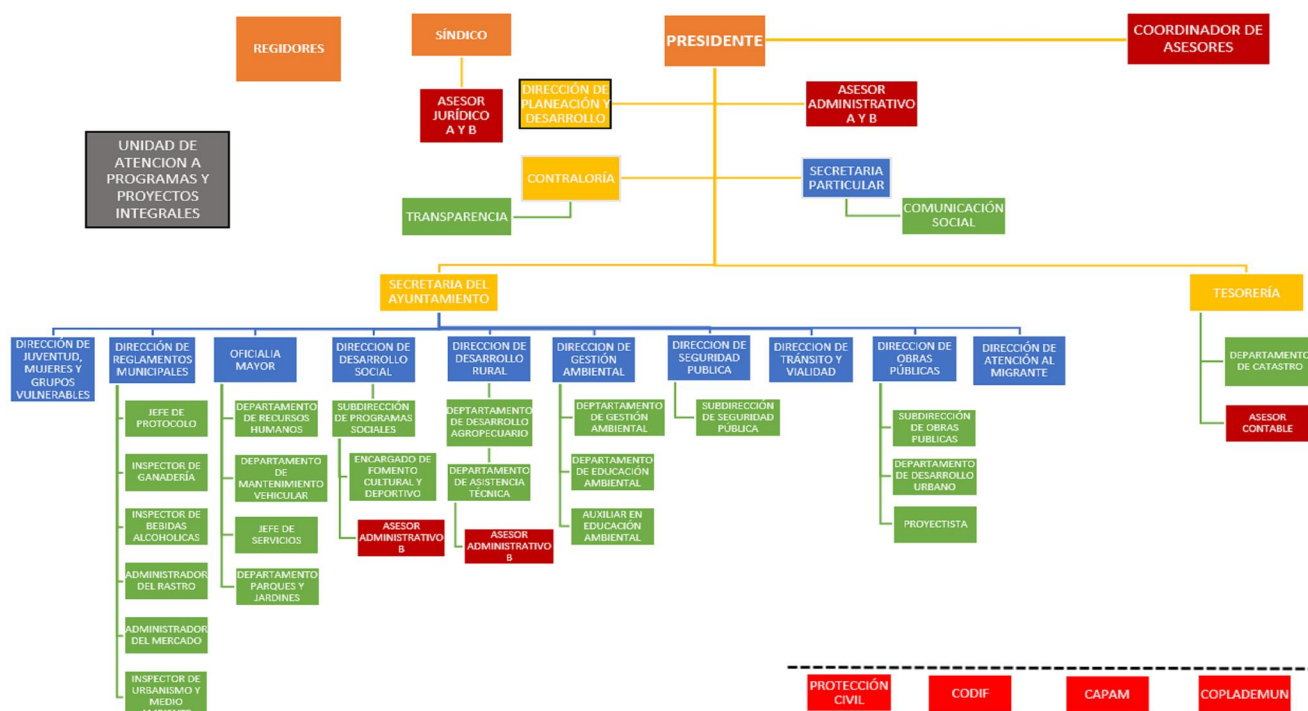 REGIDORES
SÍNDICO
PRESIDENTE
COORDINADOR DE
ASESORES
ASESOR
JURÍDICO
A Y B
DIRECCIÓN DE
PLANEACIÓN Y
DESARROLLO
ASESOR
ADMINISTRATIVO
A Y B
UNIDAD DE
ATENCION A
PROGRAMAS Y
PROYECTOS
INTEGRALES
CONTRALORÍA
SECRETARIA
PARTICULAR
TRANSPARENCIA
COMUNICACIÓN
SOCIAL
SECRETARIA DEL
AYUNTAMIENTO
TESORERÍA
DIRECCIÓN DE
JUVENTUD,
MUJERES Y
GRUPOS
VULNERABLES
DIRECCIÓN DE
REGLAMENTOS
MUNICIPALES
OFICIALIA
MAYOR
DIRECCION DE
DESARROLLO
SOCIAL
DIRECCION DE
DESARROLLO
RURAL
DIRECCION DE
GESTIÓN
AMBIENTAL
DIRECCION DE
SEGURIDAD
PUBLICA
DIRECCION DE
TRÁNSITO Y
VIALIDAD
DIRECCION DE
OBRAS
PÚBLICAS
DIRECCIÓN DE
ATENCIÓN AL
MIGRANTE
DEPARTAMENTO
DE CATASTRO
ASESOR
CONTABLE
JEFE DE
PROTOCOLO
INSPECTOR DE
GANADERÍA
INSPECTOR DE
BEBIDAS
ALCOHOLICAS
ADMINISTRADOR
DEL RASTRO
ADMINISTRADOR
DEL MERCADO
INSPECTOR DE
URBANISMO Y
MEDIO
DEPARTAMENTO
DE RECURSOS
HUMANOS
DEPARTAMENTO
DE
MANTENIMIENTO
VEHICULAR
JEFE DE
SERVICIOS
DEPARTAMENTO
PARQUES Y
JARDINES
SUBDIRECCIÓN
DE PROGRAMAS
SOCIALES
ENCARGADO DE
FOMENTO
CULTURAL Y
DEPORTIVO
ASESOR
ADMINISTRATIVO
B
DEPTARTAMENTO
DE DESARROLLO
AGROPECUARIO
DEPARTAMENTO
DE ASISTENCIA
TÉCNICA
ASESOR
ADMINISTRATIVO
B
DEPTARTAMENTO
DE GESTIÓN
AMBIENTAL
DEPARTAMENTO
DE EDUCACIÓN
AMBIENTAL
AUXILIAR EN
EDUCACIÓN
AMBIENTAL
SUBDIRECCIÓN
DE SEGURIDAD
PÚBLICA
SUBDIRECCIÓN
DE OBRAS
PUBLICAS
DEPARTAMENTO
DE DESARROLLO
URBANO
PROYECTISTA
PROTECCIÓN
CIVIL
CODIF
CAPAM
COPLADEMUN